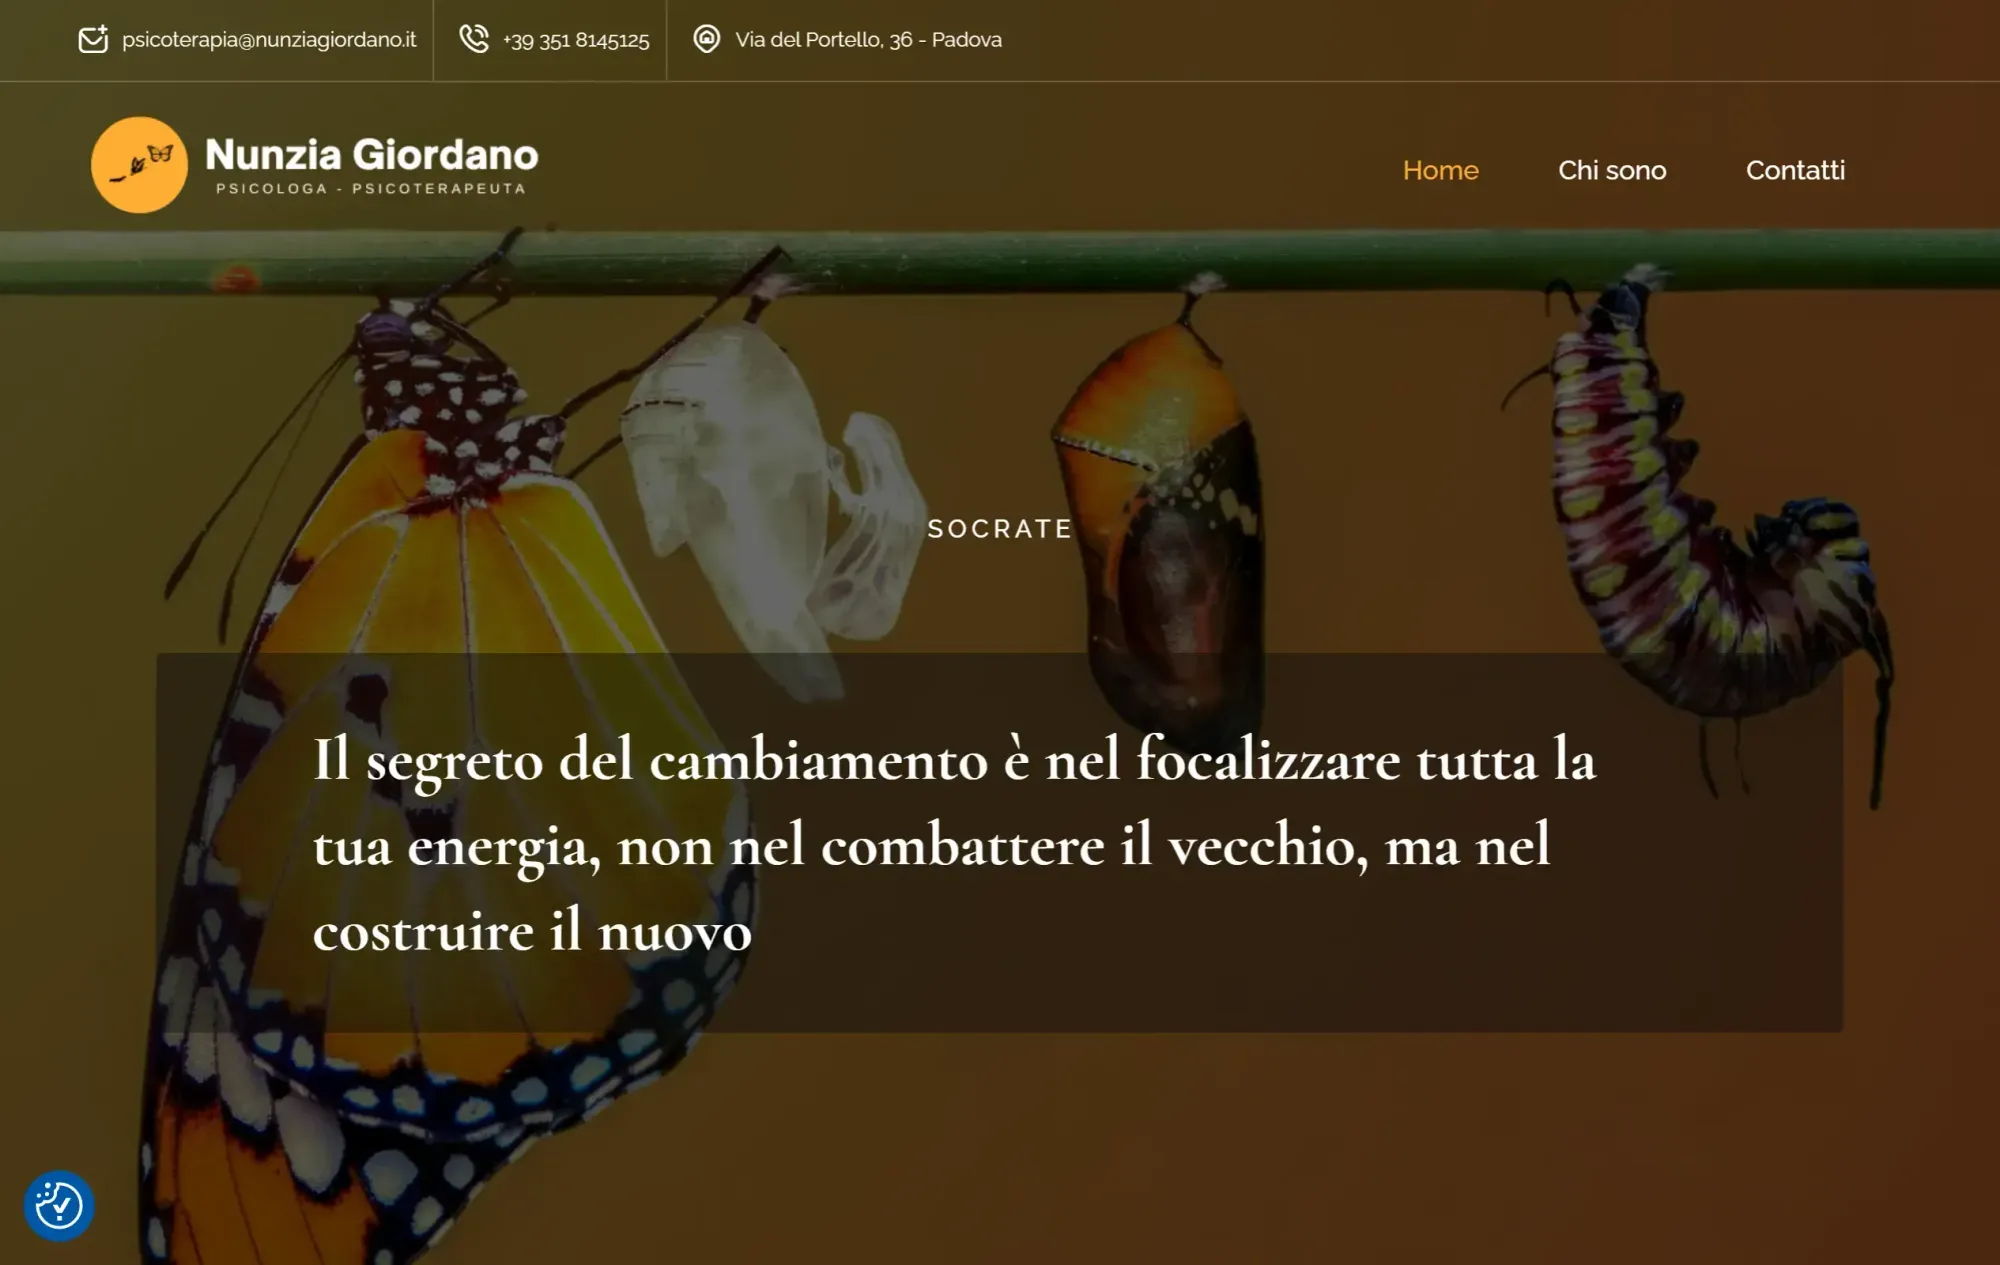 psicoterapia@nunziagiordano.it
+39 351 8145125
Via del Portello, 36 - Padova
Nunzia Giordano
PSICOLOGA - PSICOTERAPEUTA
Home
Chi sono
Contatti
SOCRATE
Il segreto del cambiamento è nel focalizzare tutta la
tua energia, non nel combattere il vecchio, ma nel
costruire il nuovo